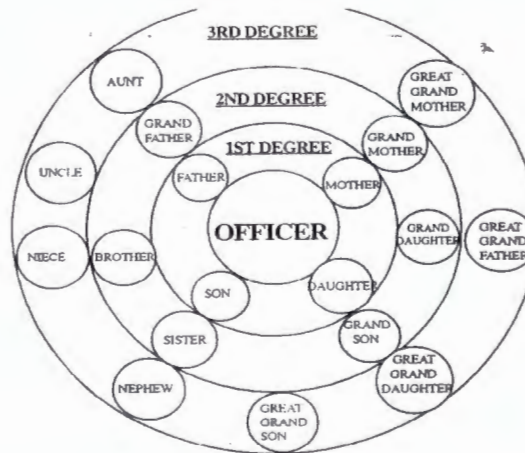 3RD DEGREE
AUNT
GREAT
GRAND
MOTHER
2ND DEGREE
GRAND
FATHER
GRAND
MOTHER
1ST DEGREE
FATHER
MOTHER
UNCLE
OFFICER
GRAND
DAUGHTER
GREAT
GRAND
FATHER
NIECE
BROTHER
SON
DAUGHTER
SISTER
GRAND
SON
NEPHEW
GREAT
GRAND
DAUGHTER
GREAT
GRAND
SON